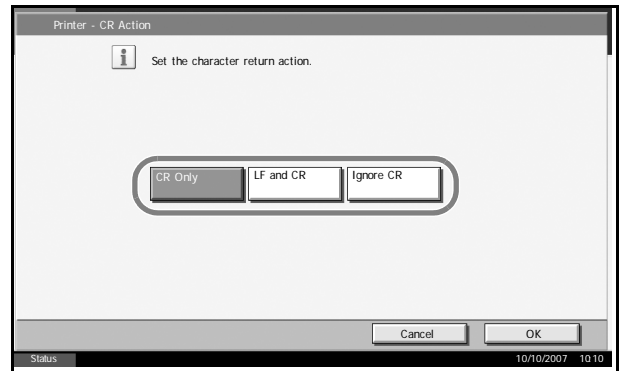 Printer - CR Action
i
Set the character return action.
CR Only
LF and CR
Ignore CR
Cancel
OK
Status
10/10/2007 10:10